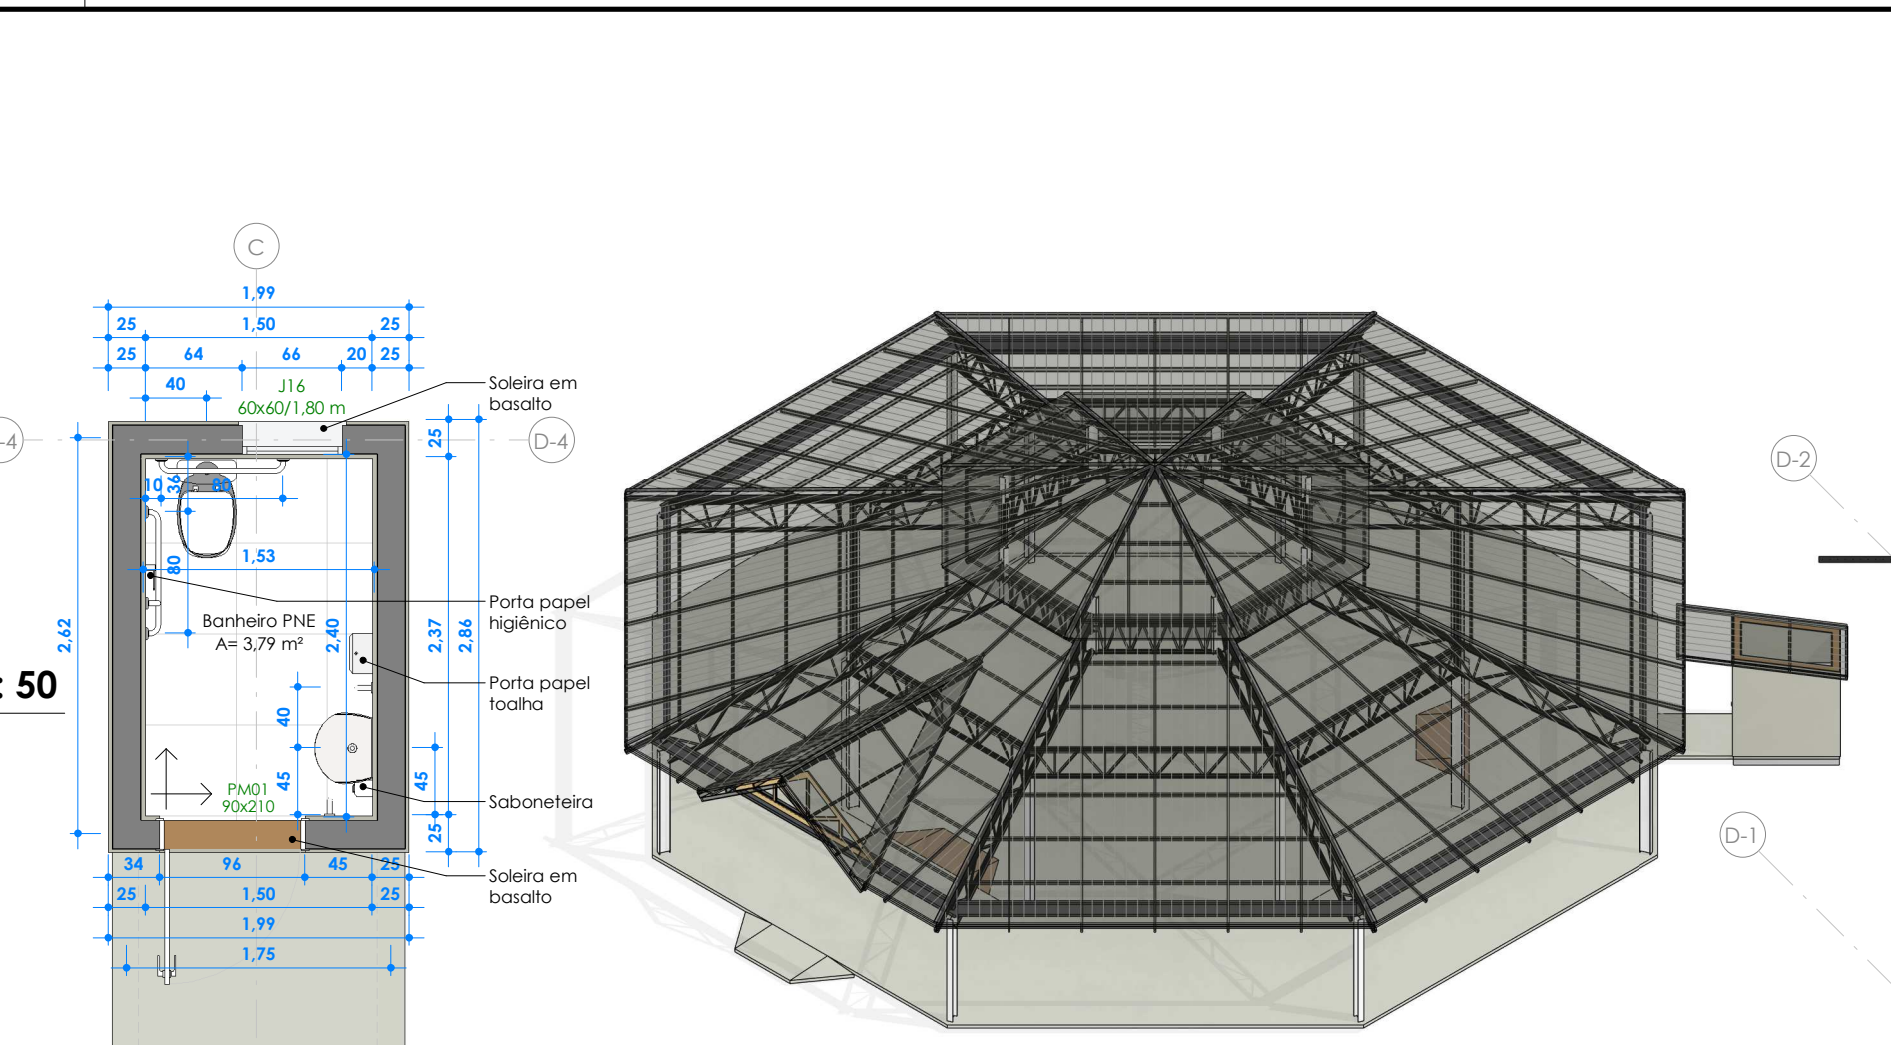 C
1,99
25 1,50 25
25 64 66 20 25
40
J16
60x60/1,80 m
Soleira em
basalto
-4
D-4
25
10 36 80
80
1,53
Porta papel
higiênico
Banheiro PNE
A= 3,79 m²
2,62
2,40
2,37
2,86
Porta papel
toalha
: 50
40
45
45
PM01
90x210
Saboneteira
25
34 96 45 25
Soleira em
basalto
25 1,50 25
1,99
1,75
D-2
D-1